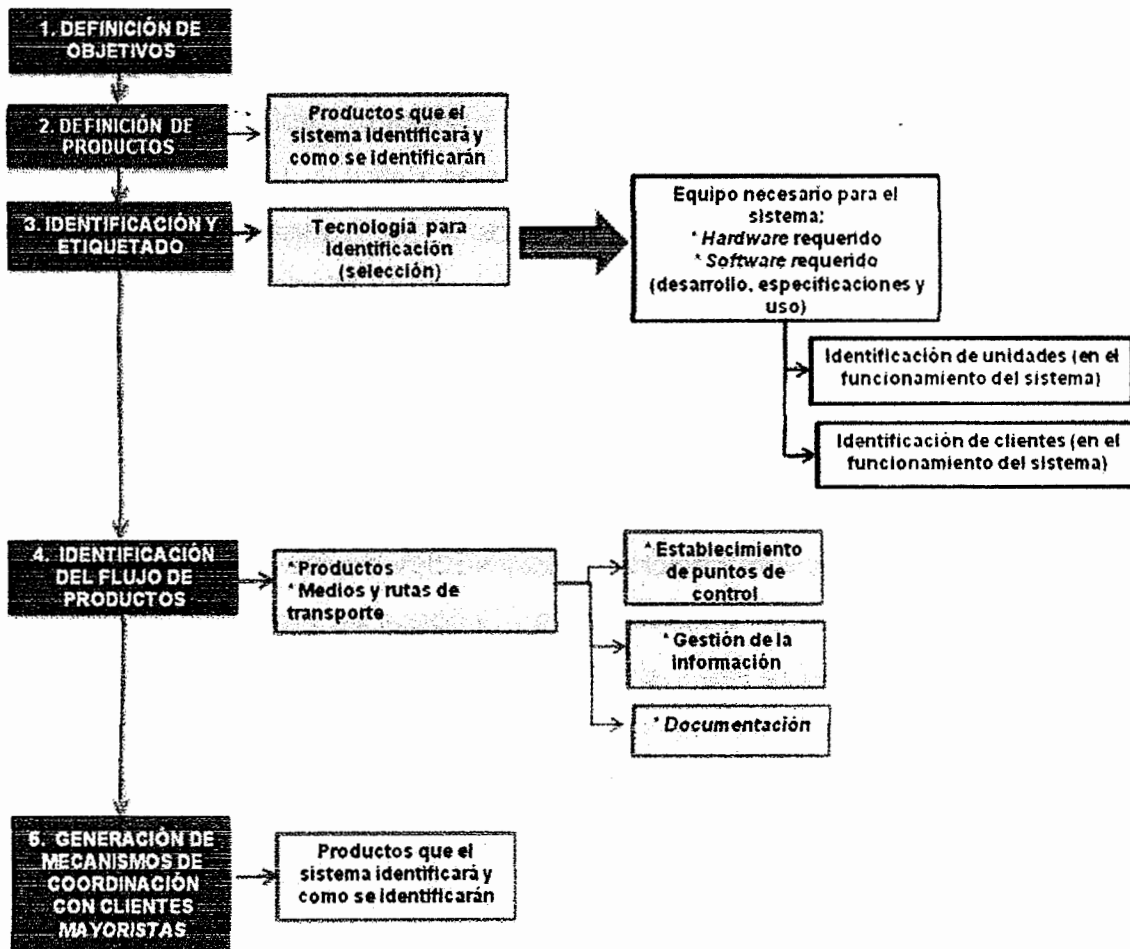 1. DEFINICIÓN DE
OBJETIVOS
2. DEFINICIÓN DE
PRODUCTOS
Productos que el
sistema identificará y
como se identificarán
3. IDENTIFICACIÓN Y
ETIQUETADO
Tecnología para
identificación
(selección)
Equipo necesario para el
sistema:
* Hardware requerido
* Software requerido
(desarrollo, especificaciones y
uso)
Identificación de unidades (en el
funcionamiento del sistema)
Identificación de clientes (en el
funcionamiento del sistema)
4. IDENTIFICACIÓN
DEL FLUJO DE
PRODUCTOS
* Productos
* Medios y rutas de
transporte
* Establecimiento
de puntos de
control
* Gestión de la
información
* Documentación
5. GENERACIÓN DE
MECANISMOS DE
COORDINACIÓN
CON CLIENTES
MAYORISTAS
Productos que el
sistema identificará y
como se identificarán